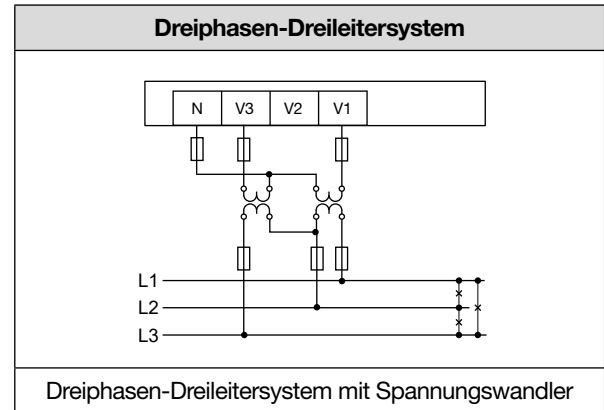 Dreiphasen-Dreileitersystem
N V3 V2 V1
L1
L2
L3
Dreiphasen-Dreileitersystem mit Spannungswandler